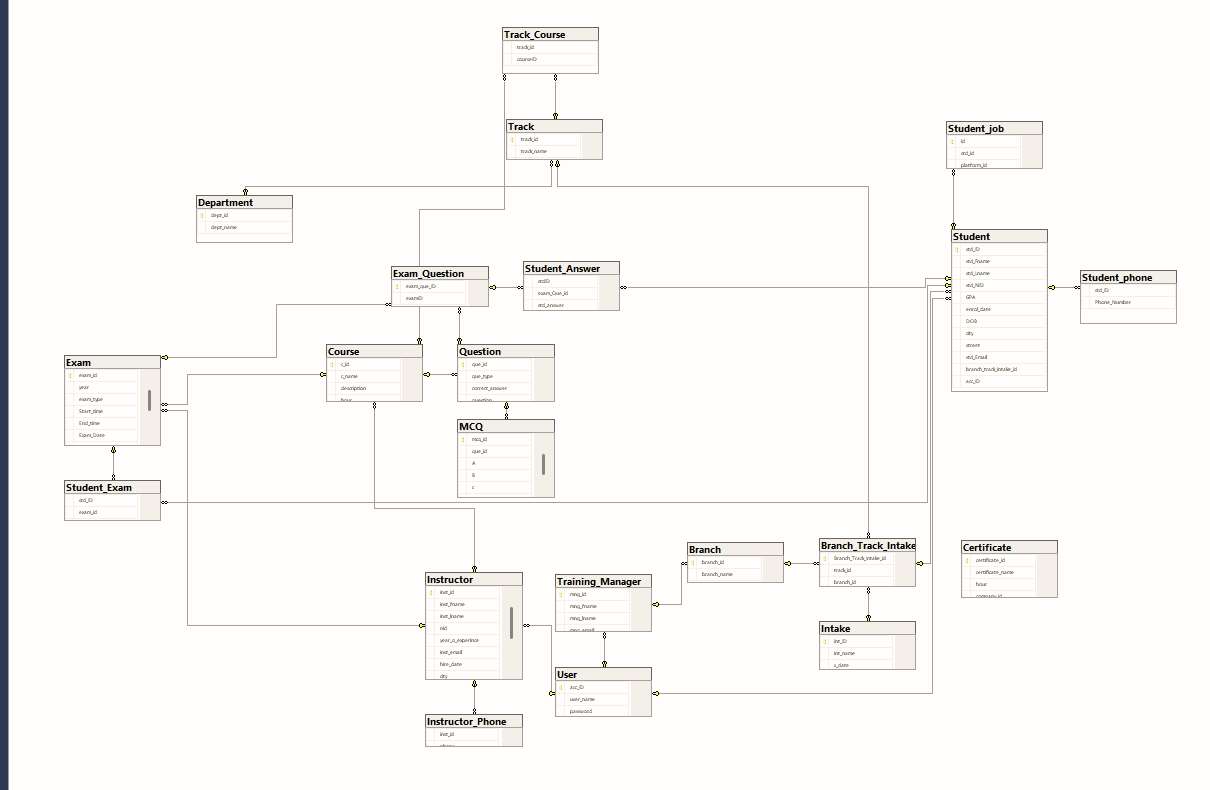 Track_Course
track_id
courseID
Track
track_id
track_name
Student_job
id
std_id
platform_id
Department
dept_id
dept_name
Student
std_ID
std_Fname
std_Lname
std_NID
GPA
enrol_date
DOB
city
street
std_Email
branch_track_intake_id
acc_ID
Student_phone
std_ID
Phone_Number
Exam_Question
exam_que_ID
examID
Student_Answer
stdID
exam_Que_id
std_answer
Exam
exam_id
year
exam_type
Start_time
End_time
Exam_Date
Course
c_id
c_name
description
hour
Question
que_id
que_type
correct_answer
question
MCQ
mcq_id
que_id
A
B
c
Student_Exam
std_ID
exam_id
Branch
branch_id
branch_name
Branch_Track_Intake
Branch_Track_Intake_id
track_id
branch_id
Certificate
certificate_id
certificate_name
hour
company_id
Instructor
inst_id
inst_fname
inst_lname
nid
year_o_experince
inst_email
hire_date
city
Training_Manager
mng_id
mng_fname
mng_lname
mng_email
Intake
int_ID
int_name
s_date
User
acc_ID
user_name
password
Instructor_Phone
inst_id
phone